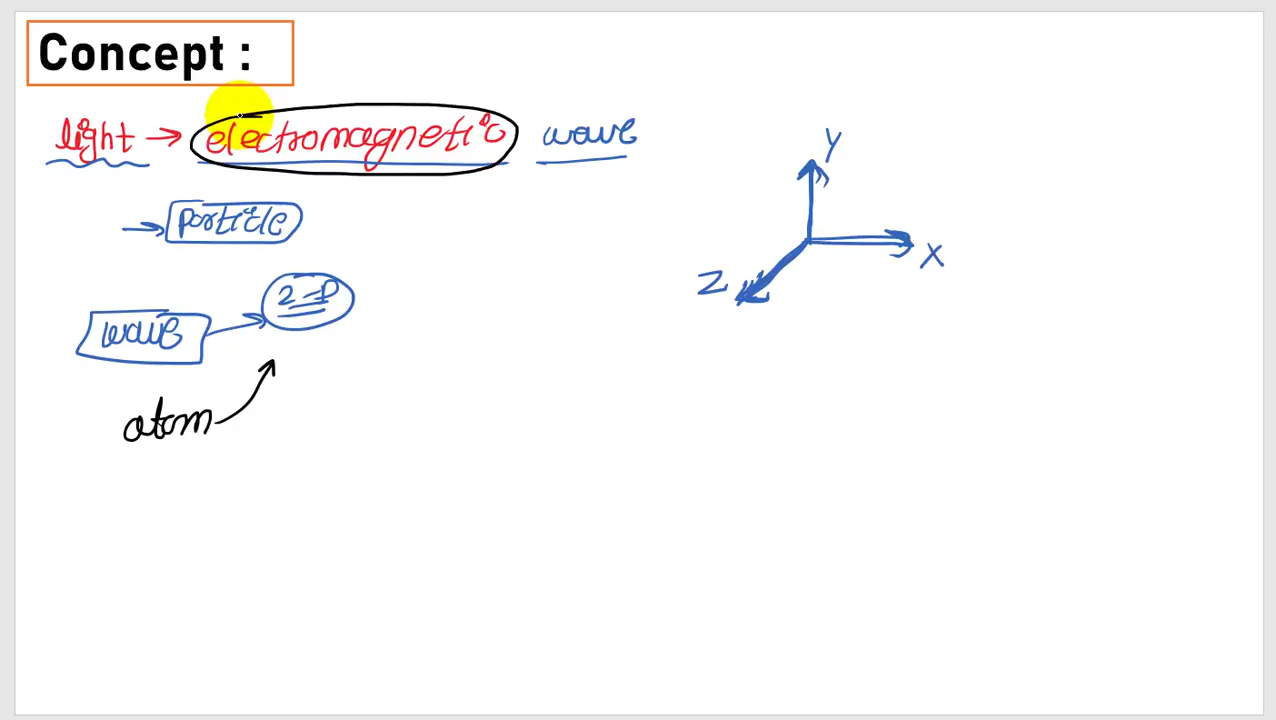 Concept :
light → electromagnetic wave
→ particle
wave → 2-P
atom
Y
X
Z